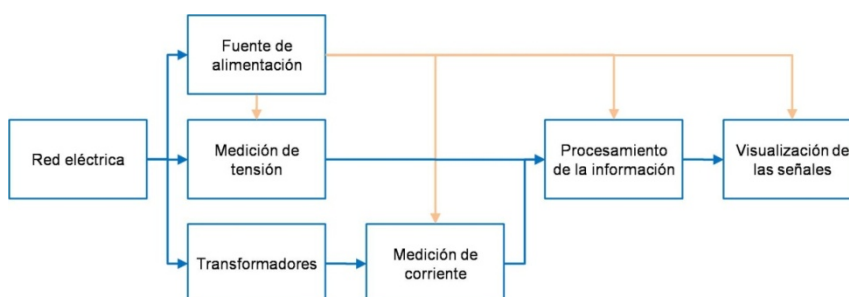 Fuente de
alimentación
Red eléctrica
Medición de
tensión
Procesamiento
de la información
Visualización de
las señales
Transformadores
Medición de
corriente